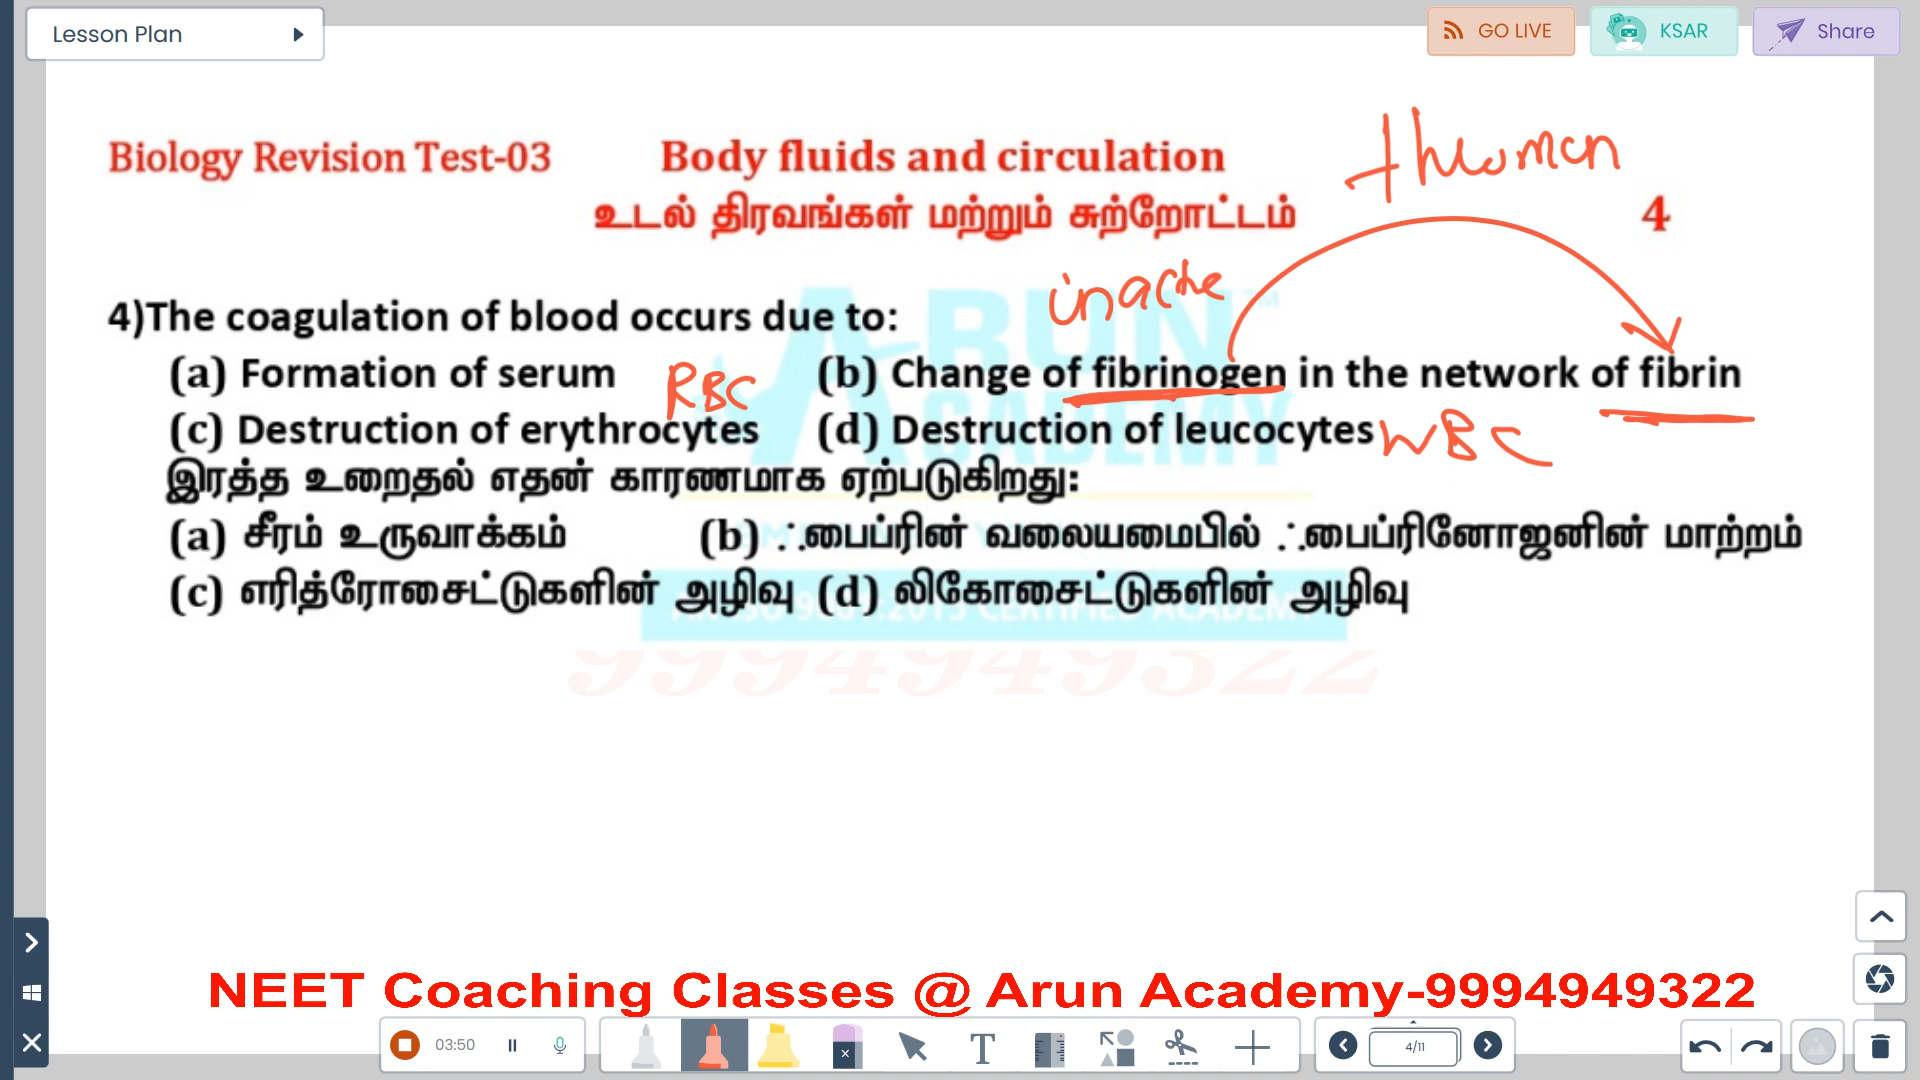 Lesson Plan
GO LIVE
KSAR
Share
Biology Revision Test-03 Body fluids and circulation
உடல் திரவங்கள் மற்றும் சுற்றோட்டம் 4
4)The coagulation of blood occurs due to:
(a) Formation of serum (b) Change of fibrinogen in the network of fibrin
RBC
(c) Destruction of erythrocytes (d) Destruction of leucocytes WBC
இரத்த உறைதல் எதன் காரணமாக ஏற்படுகிறது:
(a) சீரம் உருவாக்கம் (b) ஃபைப்ரின் வலையமைபில் ஃபைப்ரினோஜனின் மாற்றம்
(c) எரித்ரோசைட்டுகளின் அழிவு (d) லிகோசைட்டுகளின் அழிவு
9994949322
NEET Coaching Classes @ Arun Academy-9994949322
03:50
T
4/11